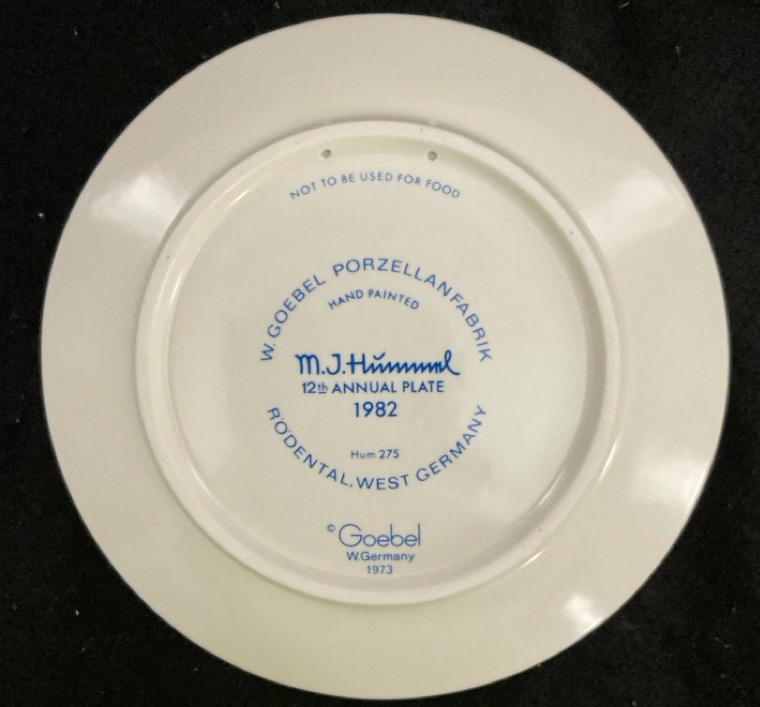 NOT TO BE USED FOR FOOD
W. GOEBEL PORZELLANFABRIK
HAND PAINTED
M.J.Hummel
12th ANNUAL PLATE
1982
Hum 275
RÖDENTAL, WEST GERMANY
© Goebel
W.Germany
1973